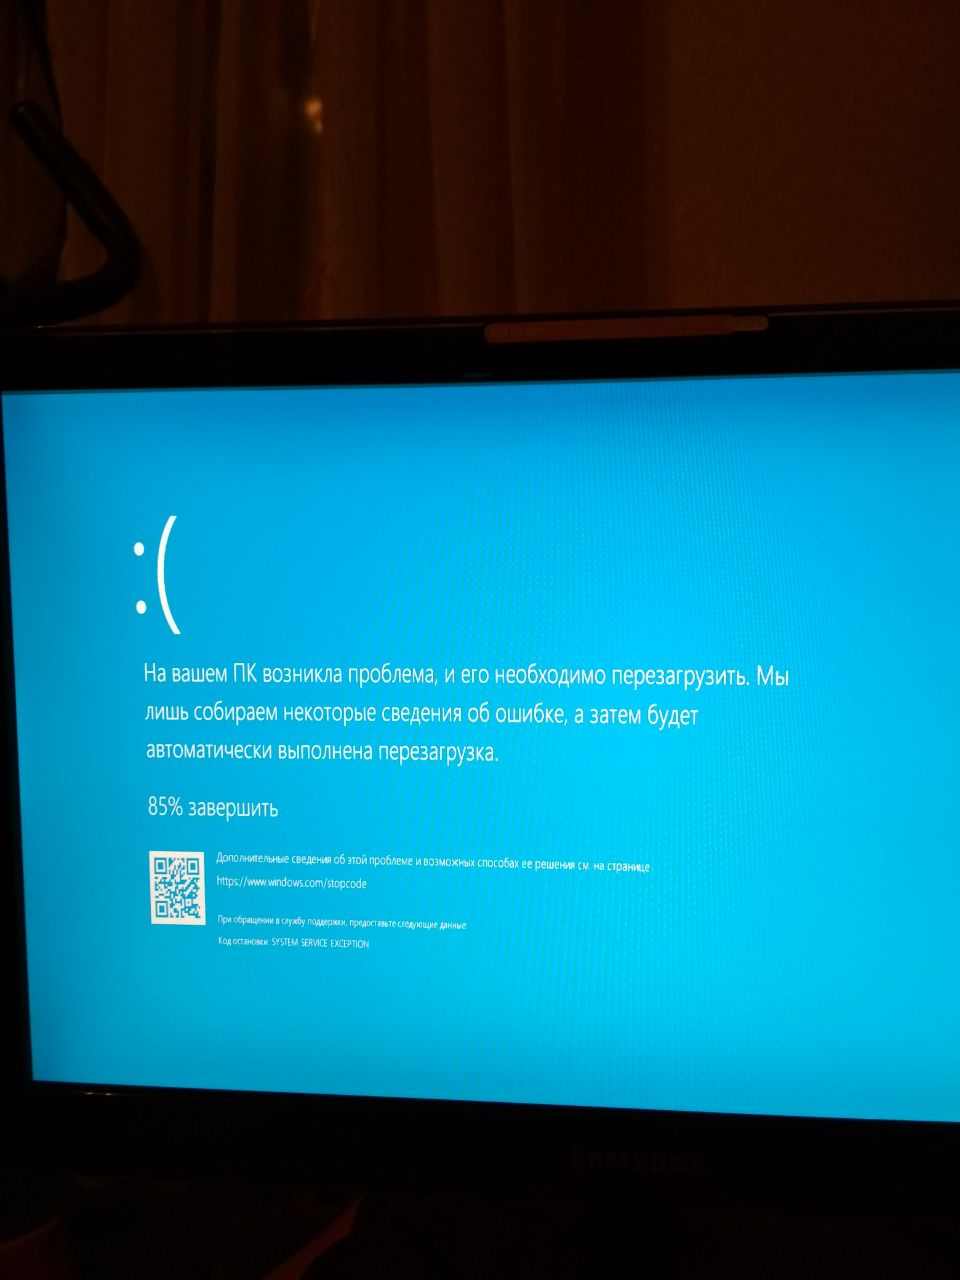 :(
На вашем ПК возникла проблема, и его необходимо перезагрузить. Мы
лишь собираем некоторые сведения об ошибке, а затем будет
автоматически выполнена перезагрузка.
85% завершить
Дополнительные сведения об этой проблеме и возможных способах ее решения см. на странице
https://www.windows.com/stopcode
При обращении в службу поддержки, предоставьте следующие данные:
Код остановки: SYSTEM SERVICE EXCEPTION
SAMSUNG